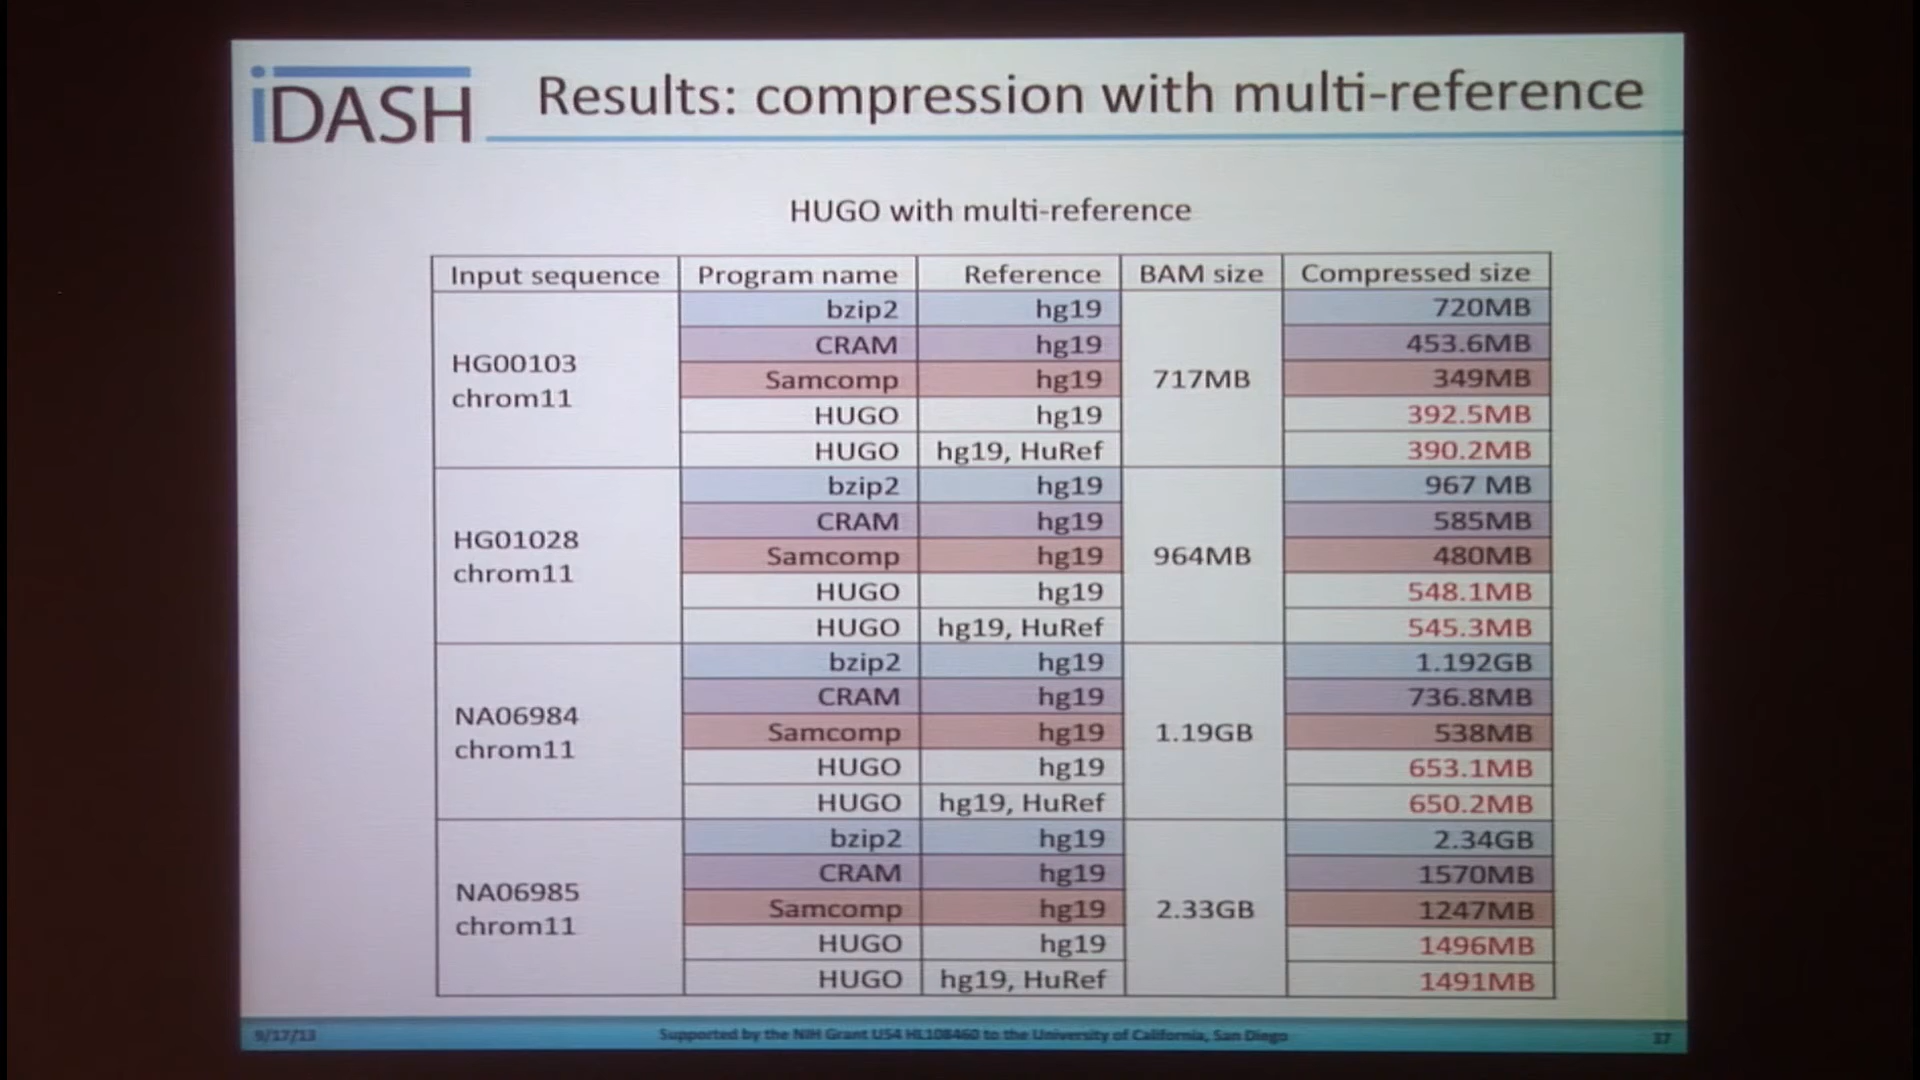 iDASH
Results: compression with multi-reference
HUGO with multi-reference
Input sequence Program name Reference BAM size Compressed size
HG00103 chrom11 bzip2 hg19 717MB 720MB
CRAM hg19 453.6MB
Samcomp hg19 349MB
HUGO hg19 392.5MB
HUGO hg19, HuRef 390.2MB
HG01028 chrom11 bzip2 hg19 964MB 967 MB
CRAM hg19 585MB
Samcomp hg19 480MB
HUGO hg19 548.1MB
HUGO hg19, HuRef 545.3MB
NA06984 chrom11 bzip2 hg19 1.19GB 1.192GB
CRAM hg19 736.8MB
Samcomp hg19 538MB
HUGO hg19 653.1MB
HUGO hg19, HuRef 650.2MB
NA06985 chrom11 bzip2 hg19 2.33GB 2.34GB
CRAM hg19 1570MB
Samcomp hg19 1247MB
HUGO hg19 1496MB
HUGO hg19, HuRef 1491MB
9/17/13 Supported by the NIH Grant U54 HL108460 to the University of California, San Diego 37